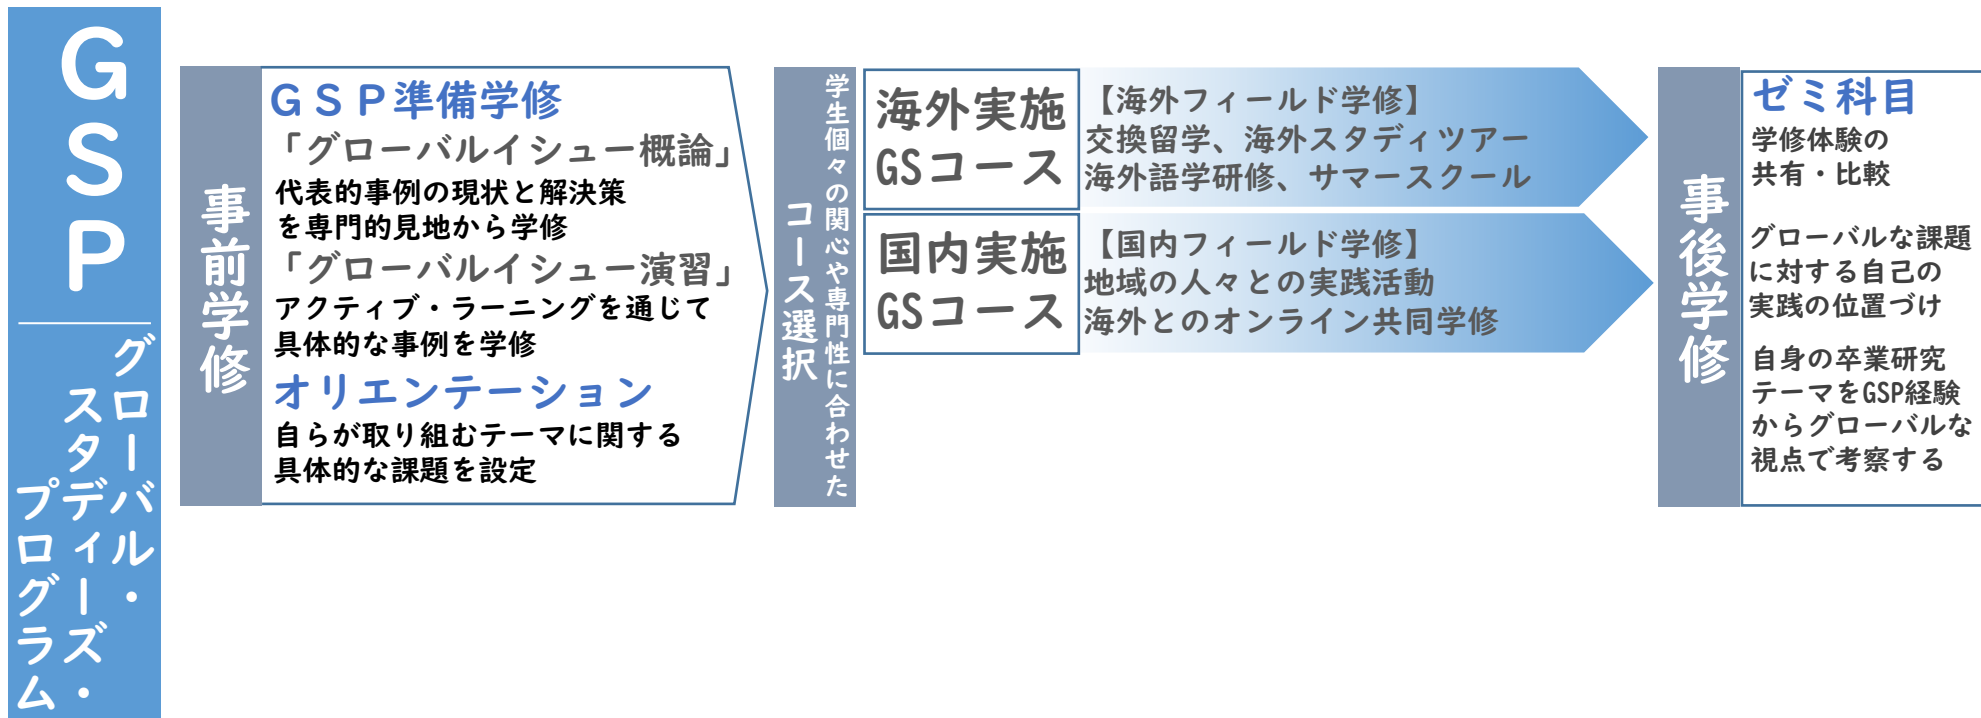 GSP
グローバル・
スタディーズ・
プログラム
事前学修
GSP準備学修
「グローバルイシュー概論」
代表的事例の現状と解決策
を専門的見地から学修
「グローバルイシュー演習」
アクティブ・ラーニングを通じて
具体的な事例を学修
オリエンテーション
自らが取り組むテーマに関する
具体的な課題を設定
学生個々の関心や専門性に合わせた
コース選択
海外実施
GSコース
【海外フィールド学修】
交換留学、海外スタディツアー
海外語学研修、サマースクール
国内実施
GSコース
【国内フィールド学修】
地域の人々との実践活動
海外とのオンライン共同学修
事後学修
ゼミ科目
学修体験の
共有・比較
グローバルな課題
に対する自己の
実践の位置づけ
自身の卒業研究
テーマをGSP経験
からグローバルな
視点で考察する